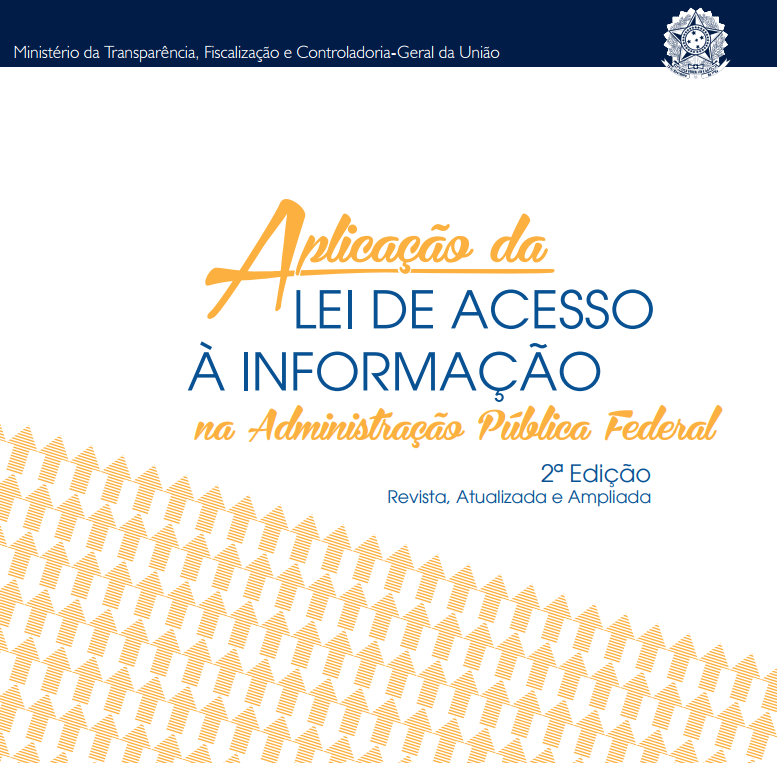 Ministério da Transparência, Fiscalização e Controladoria-Geral da União
Aplicação da
LEI DE ACESSO
À INFORMAÇÃO
na Administração Pública Federal
2ª Edição
Revista, Atualizada e Ampliada